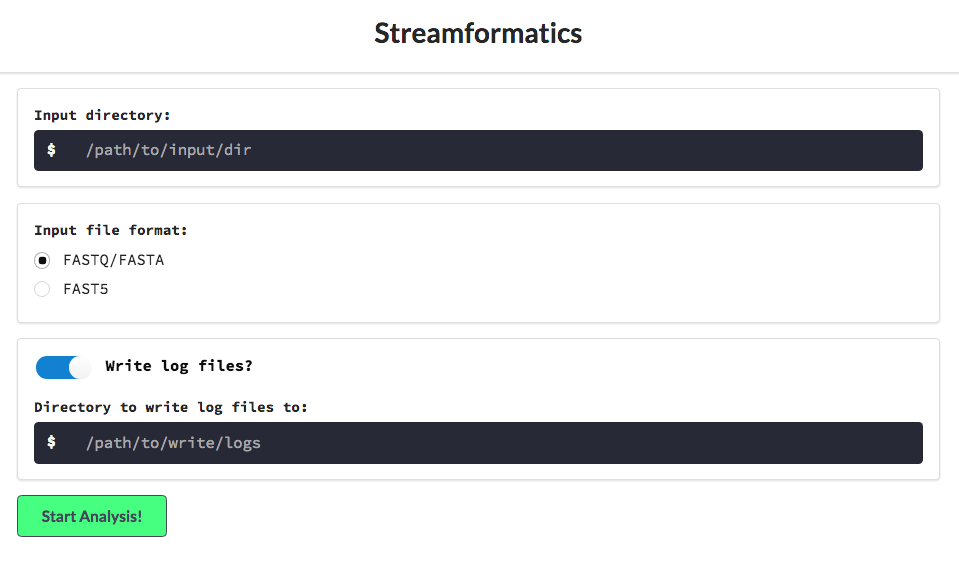 Streamformatics
Input directory:
$ /path/to/input/dir
Input file format:
FASTQ/FASTA
FAST5
Write log files?
Directory to write log files to:
$ /path/to/write/logs
Start Analysis!